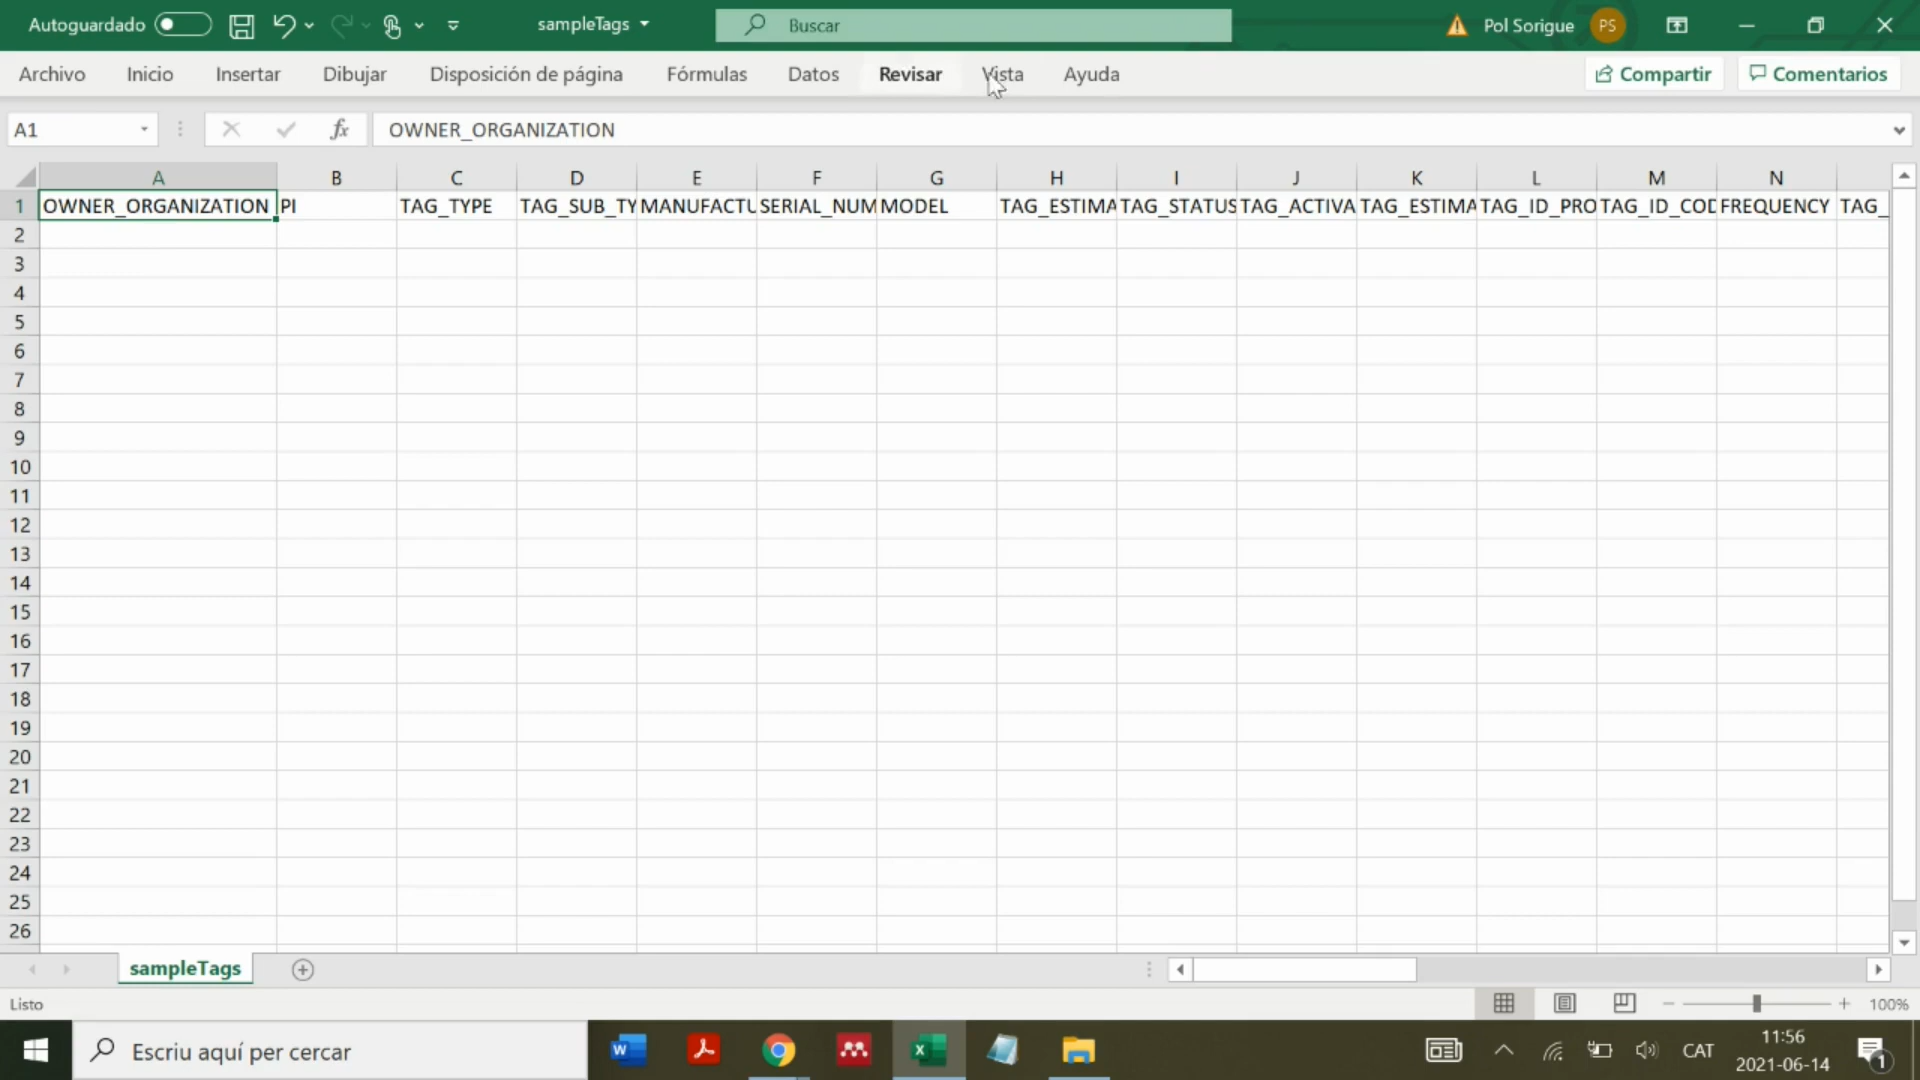 Autoguardado
sampleTags
Buscar
Pol Sorigue
PS
Archivo
Inicio
Insertar
Dibujar
Disposición de página
Fórmulas
Datos
Revisar
Vista
Ayuda
Compartir
Comentarios
A1
fx
OWNER_ORGANIZATION
A B C D E F G H I J K L M N
1 OWNER_ORGANIZATION PI TAG_TYPE TAG_SUB_TY MANUFACTU SERIAL_NUM MODEL TAG_ESTIMA TAG_STATUS TAG_ACTIVA TAG_ESTIMA TAG_ID_PRO TAG_ID_COD FREQUENCY TAG_
2
3
4
5
6
7
8
9
10
11
12
13
14
15
16
17
18
19
20
21
22
23
24
25
26
sampleTags
Listo
100%
Escriu aquí per cercar
W
X
CAT
11:56
2021-06-14
1